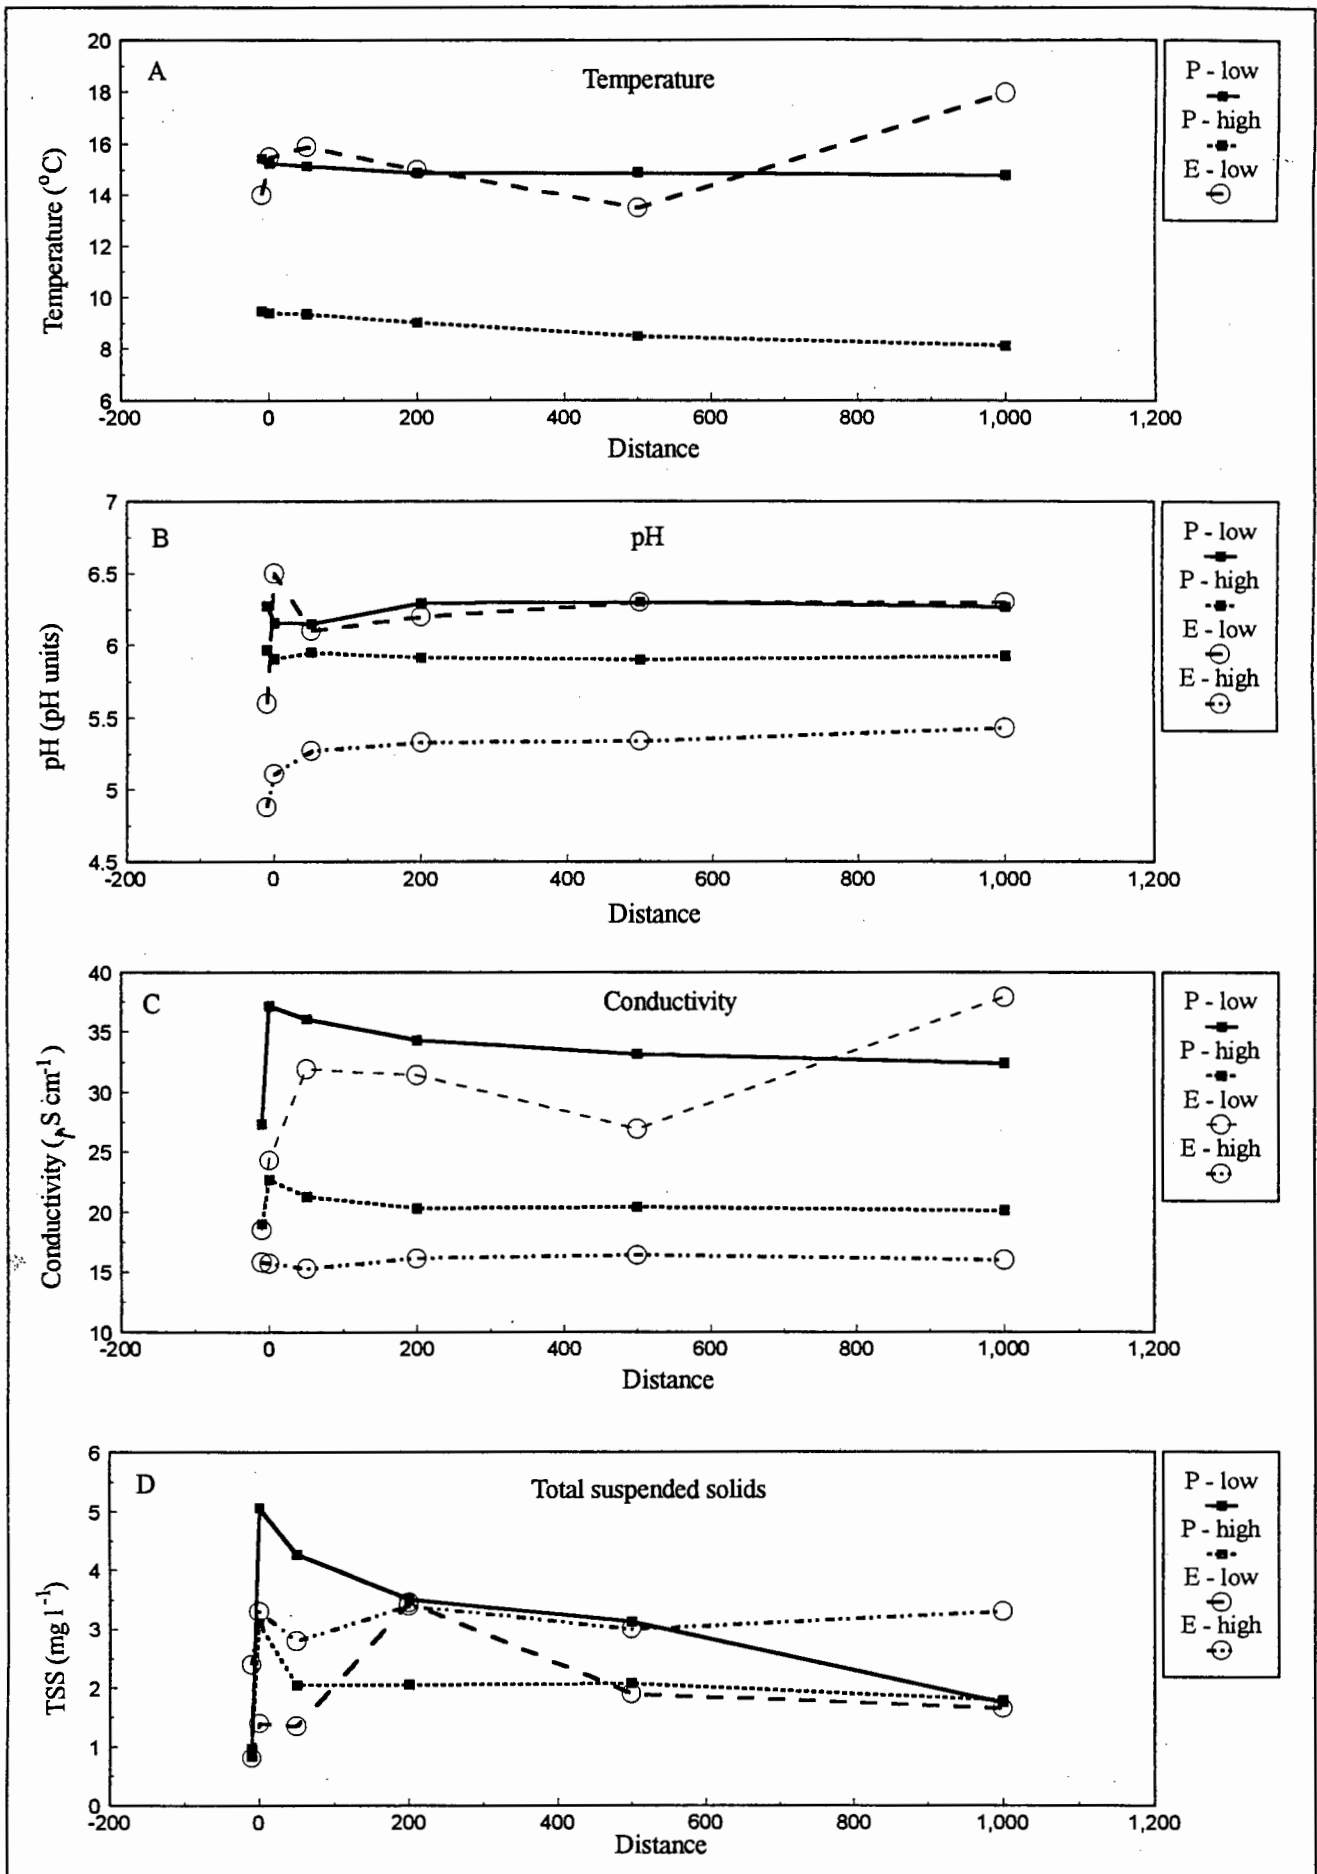 A
Temperature
20
18
16
14
12
10
8
6
Temperature (°C)
-200 0 200 400 600 800 1,000 1,200
Distance
P - low
P - high
E - low
B
pH
7
6.5
6
5.5
5
4.5
pH (pH units)
-200 0 200 400 600 800 1,000 1,200
Distance
P - low
P - high
E - low
E - high
C
Conductivity
40
35
30
25
20
15
10
Conductivity (µS cm⁻¹)
-200 0 200 400 600 800 1,000 1,200
Distance
P - low
P - high
E - low
E - high
D
Total suspended solids
6
5
4
3
2
1
0
TSS (mg l⁻¹)
-200 0 200 400 600 800 1,000 1,200
Distance
P - low
P - high
E - low
E - high